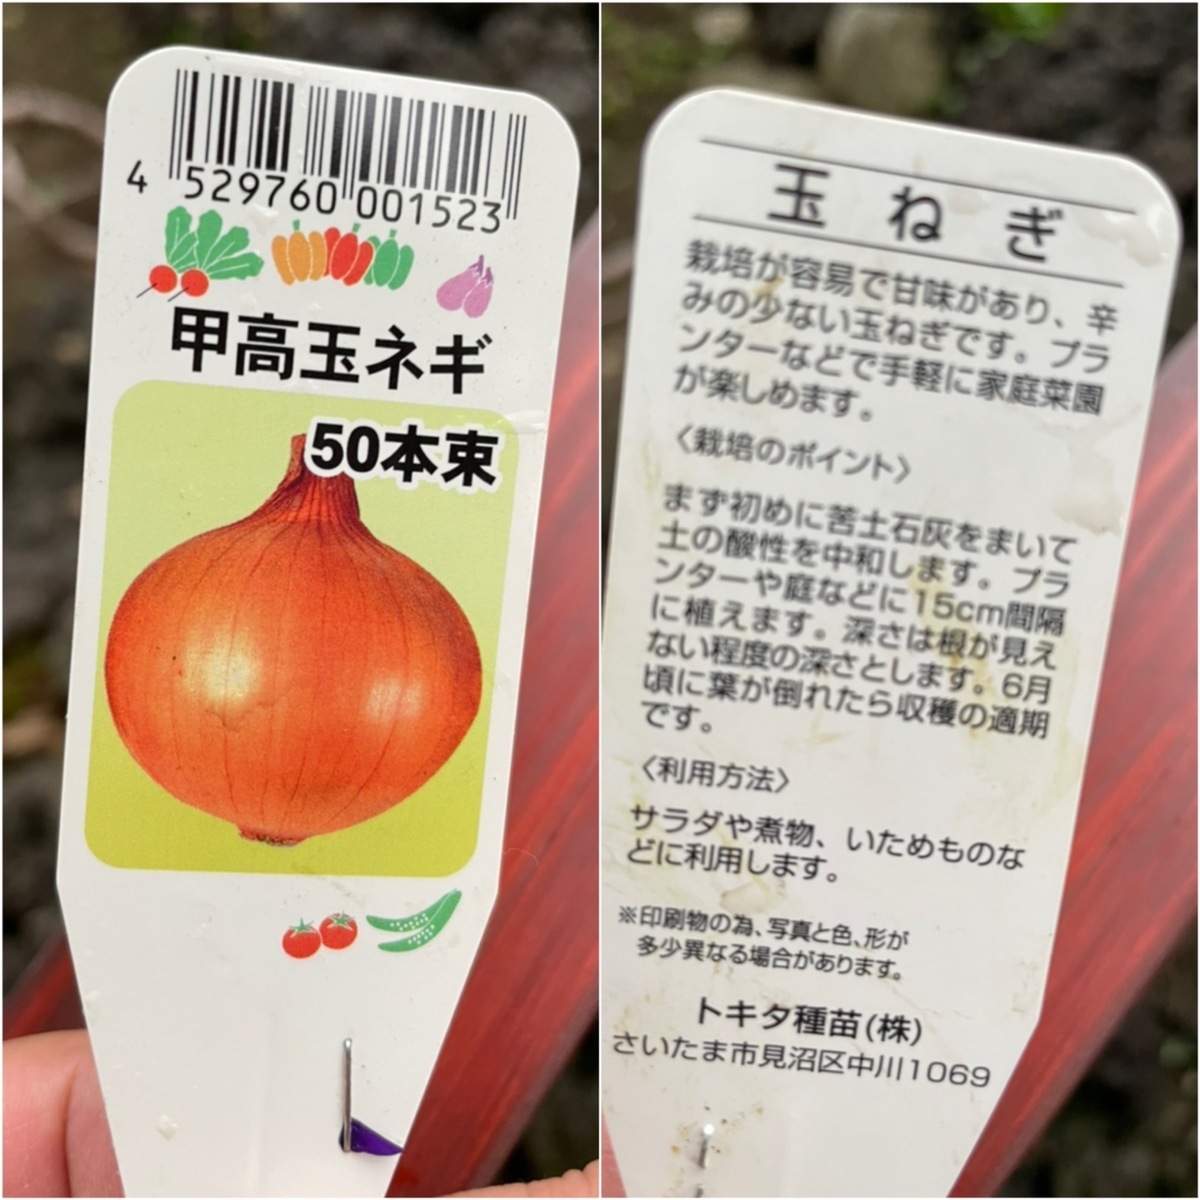 4 529760 001523
甲高玉ネギ
50本束
玉ねぎ
栽培が容易で甘味があり、辛
みの少ない玉ねぎです。プラ
ンターなどで手軽に家庭菜園
が楽しめます。
〈栽培のポイント〉
まず初めに苦土石灰をまいて
土の酸性を中和します。プラ
ンターや庭などに15cm間隔
に植えます。深さは根が見え
ない程度の深さとします。6月
頃に葉が倒れたら収穫の適期
です。
〈利用方法〉
サラダや煮物、いためものな
どに利用します。
※印刷物の為、写真と色、形が
多少異なる場合があります。
トキタ種苗(株)
さいたま市見沼区中川1069